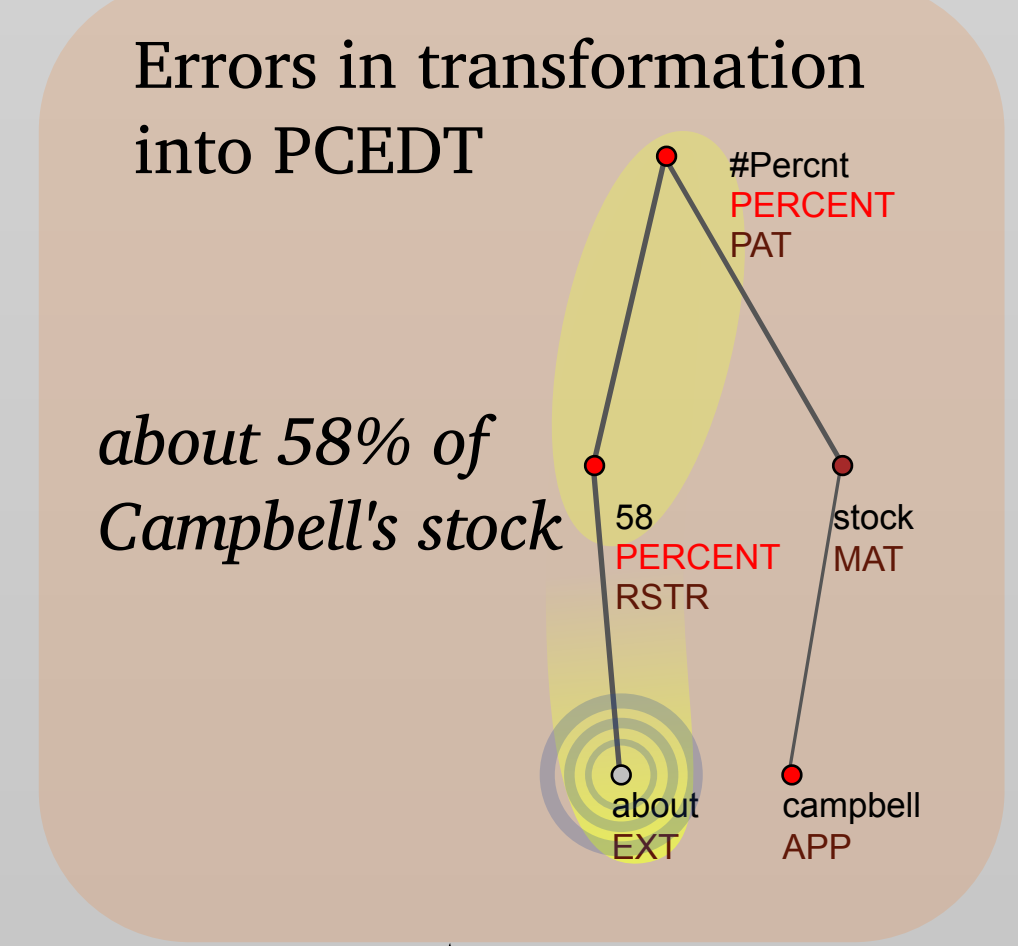 Errors in transformation
into PCEDT
#Percnt
PERCENT
PAT
about 58% of
Campbell's stock
58
PERCENT
RSTR
stock
MAT
about
EXT
campbell
APP